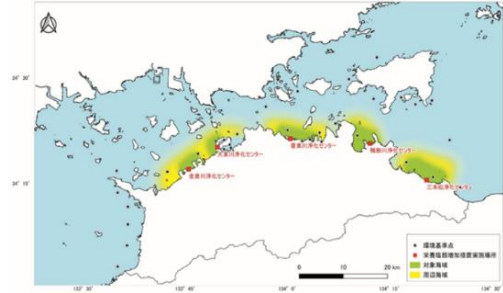 34° 30'
大束川浄化センター
香東川浄化センター
鴨部川浄化センター
34° 15'
金倉川浄化センター
三本松浄化センター
環境基準点
栄養塩類増加措置実施場所
対象海域
周辺海域
0 10 20 km
133° 30' 133° 45' 134° 0' 134° 15' 134° 30'